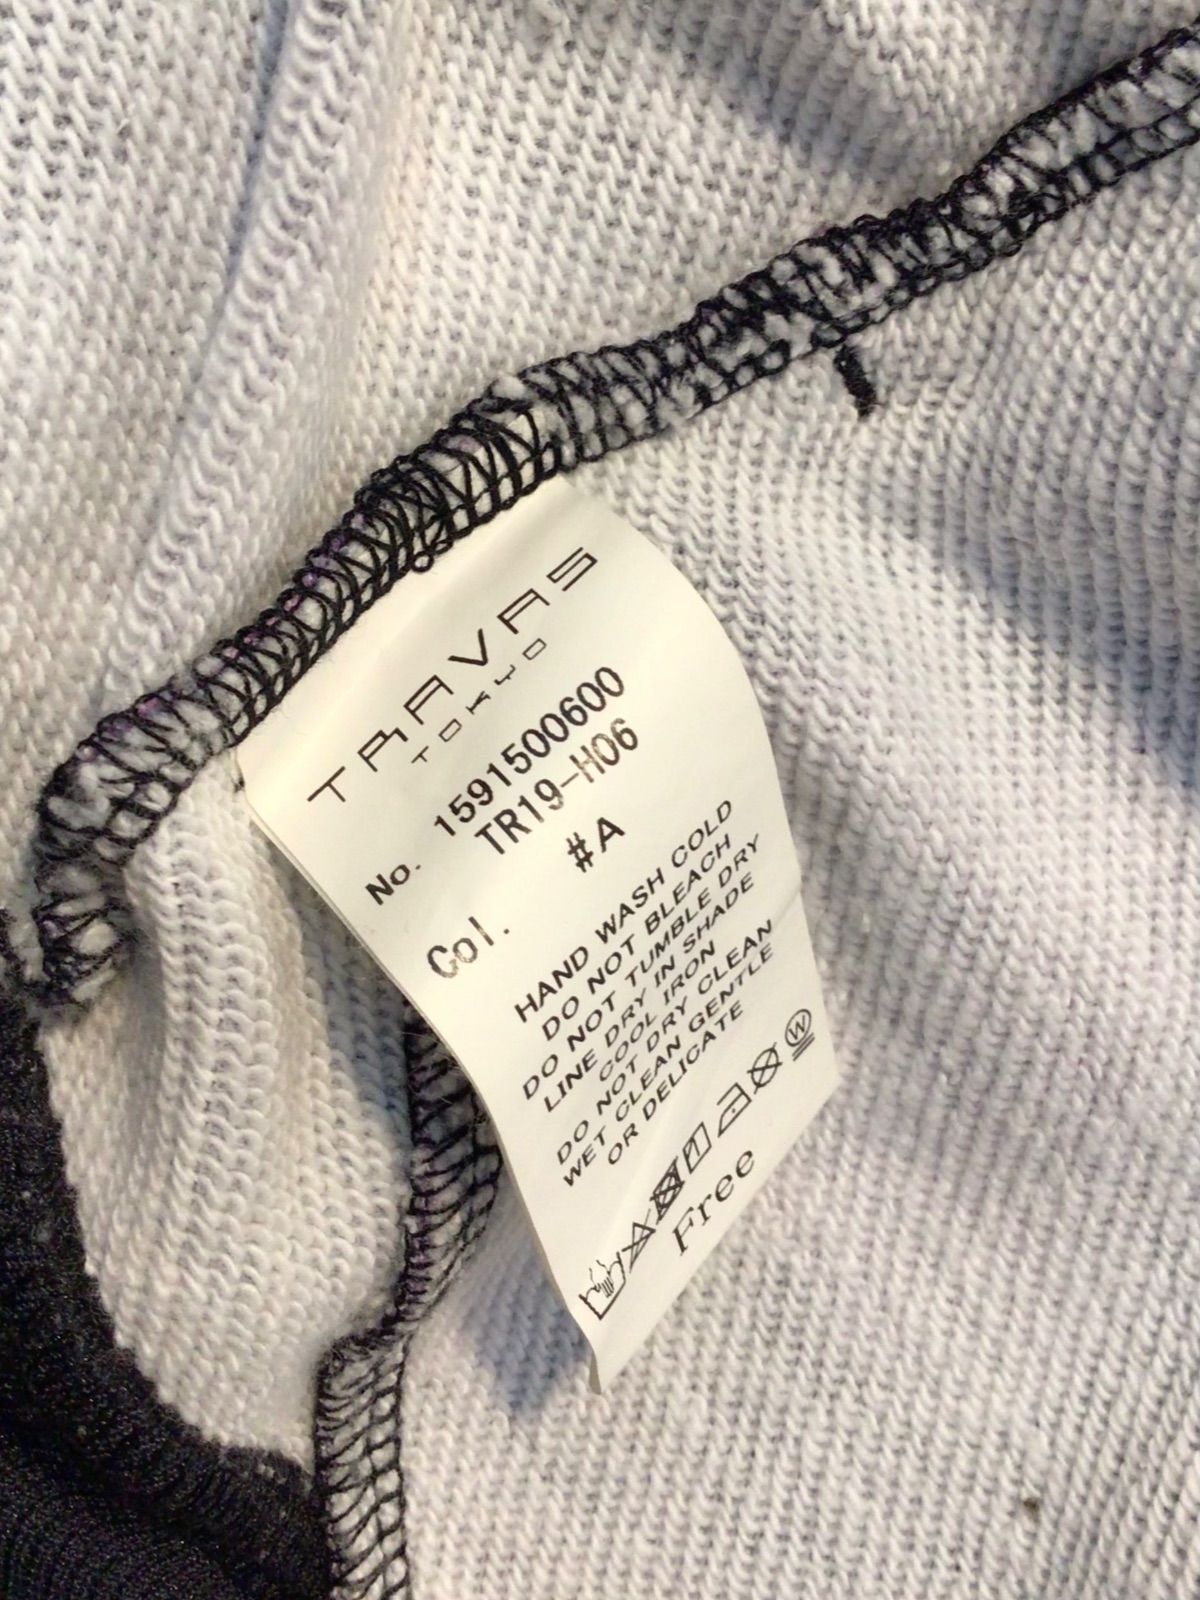 TRAVAS
TOKYO
No. 1591500600
TR19-H06
Col. #A
HAND WASH COLD
DO NOT BLEACH
DO NOT TUMBLE DRY
LINE DRY IN SHADE
COOL IRON
DO NOT DRY CLEAN
WET CLEAN GENTLE
OR DELICATE
W
Free